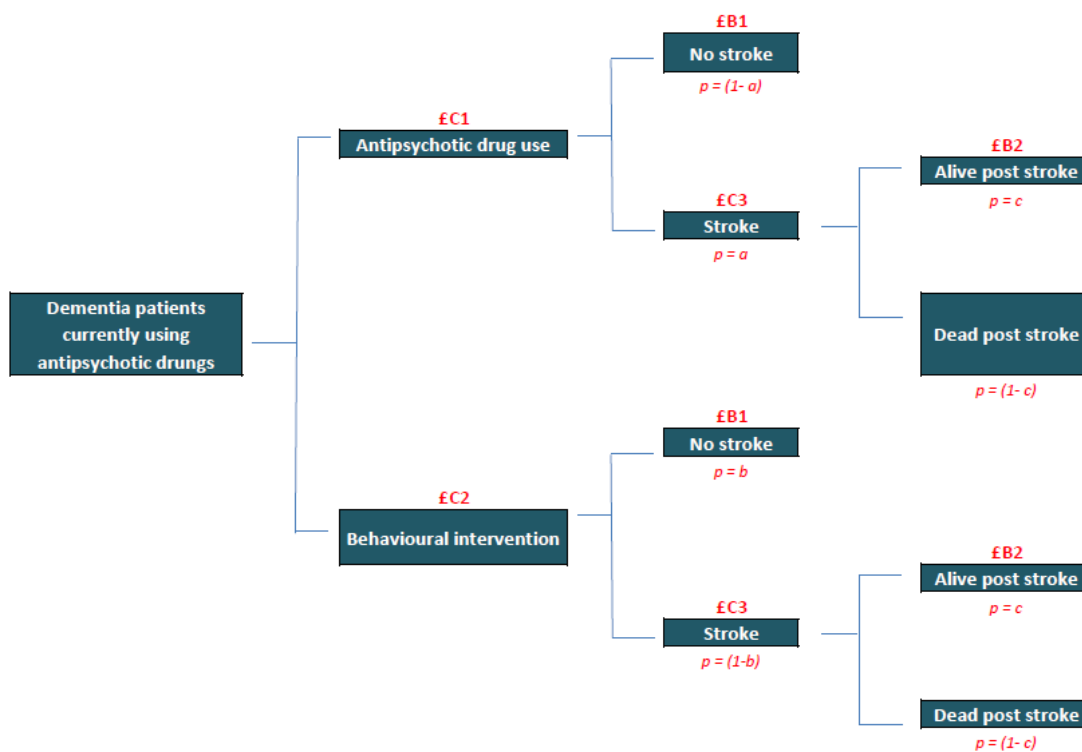 £B1
No stroke
p = (1- a)
£C1
Antipsychotic drug use
£B2
Alive post stroke
p = c
£C3
Stroke
p = a
Dementia patients
currently using
antipsychotic drungs
Dead post stroke
p = (1- c)
£B1
No stroke
p = b
£C2
Behavioural intervention
£B2
Alive post stroke
p = c
£C3
Stroke
p = (1-b)
Dead post stroke
p = (1- c)